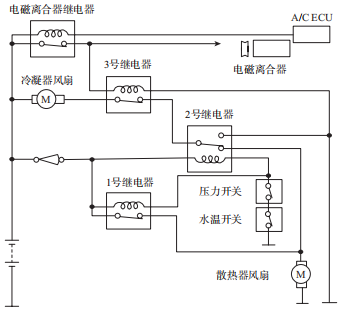 电磁离合器继电器
A/C ECU
电磁离合器
3号继电器
冷凝器风扇
M
2号继电器
1号继电器
压力开关
水温开关
散热器风扇
M